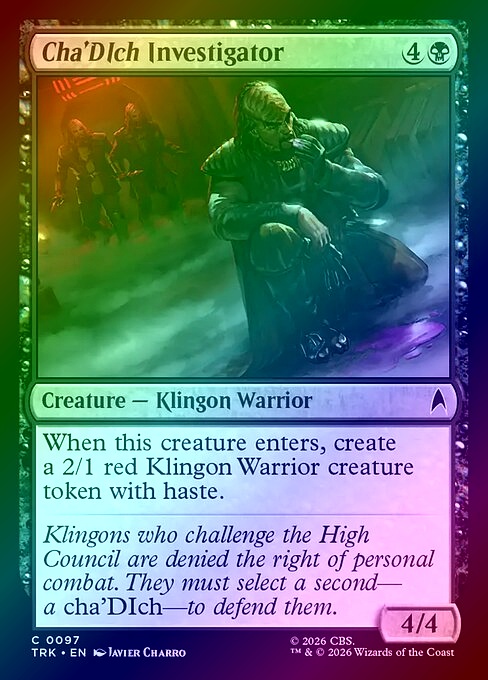 Cha'DIch Investigator 4
Creature — Klingon Warrior
When this creature enters, create
a 2/1 red Klingon Warrior creature
token with haste.
Klingons who challenge the High
Council are denied the right of personal
combat. They must select a second—
a cha'DIch—to defend them.
4/4
C 0097
TRK • EN Javier Charro
© 2026 CBS.
™ & © 2026 Wizards of the Coast